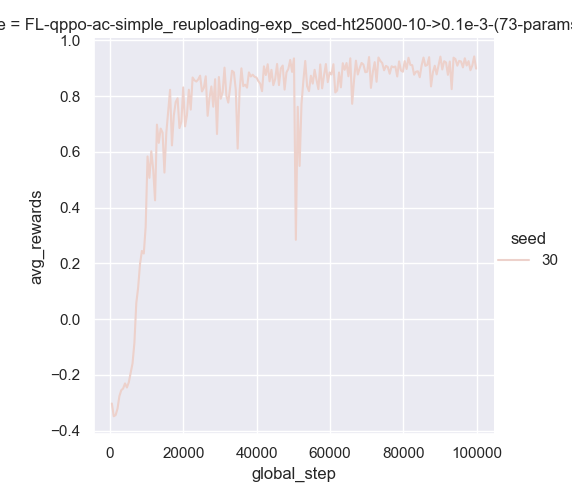 e = FL-qppo-ac-simple_reuploading-exp_sced-ht25000-10->0.1e-3-(73-params
1.0
0.8
0.6
0.4
0.2
0.0
−0.2
−0.4
avg_rewards
seed
30
0 20000 40000 60000 80000 100000
global_step